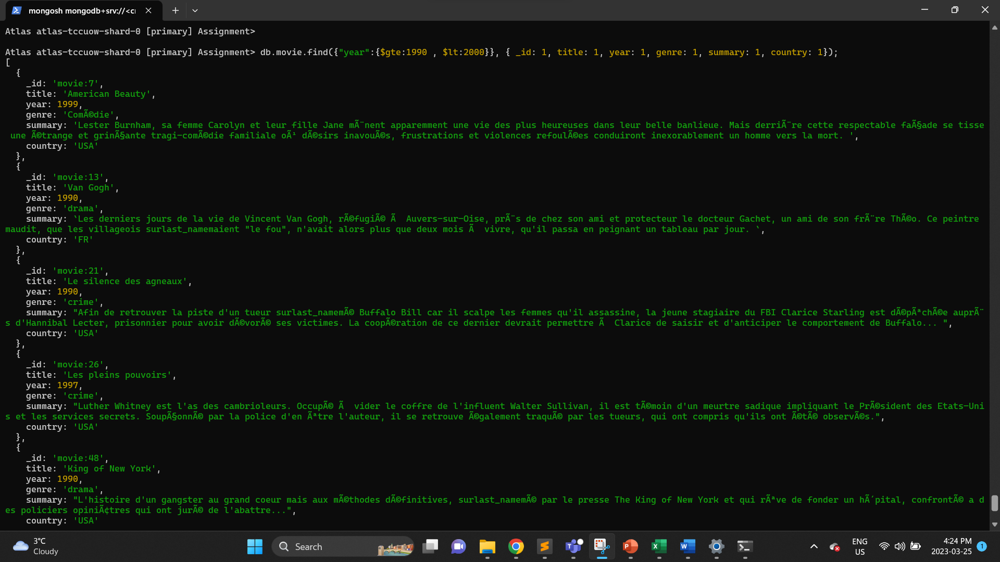 mongosh mongodb+srv://<cr
Atlas atlas-tccuow-shard-0 [primary] Assignment>
Atlas atlas-tccuow-shard-0 [primary] Assignment> db.movie.find({"year":{$gte:1990 , $lt:2000}}, { _id: 1, title: 1, year: 1, genre: 1, summary: 1, country: 1});
[
  {
    _id: 'movie:7',
    title: 'American Beauty',
    year: 1999,
    genre: 'ComÃ©die',
    summary: 'Lester Burnham, sa femme Carolyn et leur fille Jane mÃ¨nent apparemment une vie des plus heureuses dans leur belle banlieue. Mais derriÃ¨re cette respectable faÃ§ade se tisse
 une Ã©trange et grinÃ§ante tragi-comÃ©die familiale oÃ¹ dÃ©sirs inavouÃ©s, frustrations et violences refoulÃ©es conduiront inexorablement un homme vers la mort. ',
    country: 'USA'
  },
  {
    _id: 'movie:13',
    title: 'Van Gogh',
    year: 1990,
    genre: 'drama',
    summary: `Les derniers jours de la vie de Vincent Van Gogh, rÃ©fugiÃ© Ã  Auvers-sur-Oise, prÃ¨s de chez son ami et protecteur le docteur Gachet, un ami de son frÃ¨re ThÃ©o. Ce peintre
maudit, que les villageois surlast_namemaient "le fou", n'avait alors plus que deux mois Ã  vivre, qu'il passa en peignant un tableau par jour. `,
    country: 'FR'
  },
  {
    _id: 'movie:21',
    title: 'Le silence des agneaux',
    year: 1990,
    genre: 'crime',
    summary: "Afin de retrouver la piste d'un tueur surlast_namemÃ© Buffalo Bill car il scalpe les femmes qu'il assassine, la jeune stagiaire du FBI Clarice Starling est dÃ©pÃªchÃ©e auprÃ¨
s d'Hannibal Lecter, prisonnier pour avoir dÃ©vorÃ© ses victimes. La coopÃ©ration de ce dernier devrait permettre Ã  Clarice de saisir et d'anticiper le comportement de Buffalo... ",
    country: 'USA'
  },
  {
    _id: 'movie:26',
    title: 'Les pleins pouvoirs',
    year: 1997,
    genre: 'crime',
    summary: "Luther Whitney est l'as des cambrioleurs. OccupÃ© Ã  vider le coffre de l'influent Walter Sullivan, il est tÃ©moin d'un meurtre sadique impliquant le PrÃ©sident des Etats-Uni
s et les services secrets. SoupÃ§onnÃ© par la police d'en Ãªtre l'auteur, il se retrouve Ã©galement traquÃ© par les tueurs, qui ont compris qu'ils ont Ã©tÃ© observÃ©s.",
    country: 'USA'
  },
  {
    _id: 'movie:48',
    title: 'King of New York',
    year: 1990,
    genre: 'drama',
    summary: "L'histoire d'un gangster au grand coeur mais aux mÃ©thodes dÃ©finitives, surlast_namemÃ© par le presse The King of New York et qui rÃªve de fonder un hÃ´pital, confrontÃ© a d
es policiers opiniÃ¢tres qui ont jurÃ© de l'abattre...",
    country: 'USA'
3°C
Cloudy
Search
ENG
US
4:24 PM
2023-03-25
1